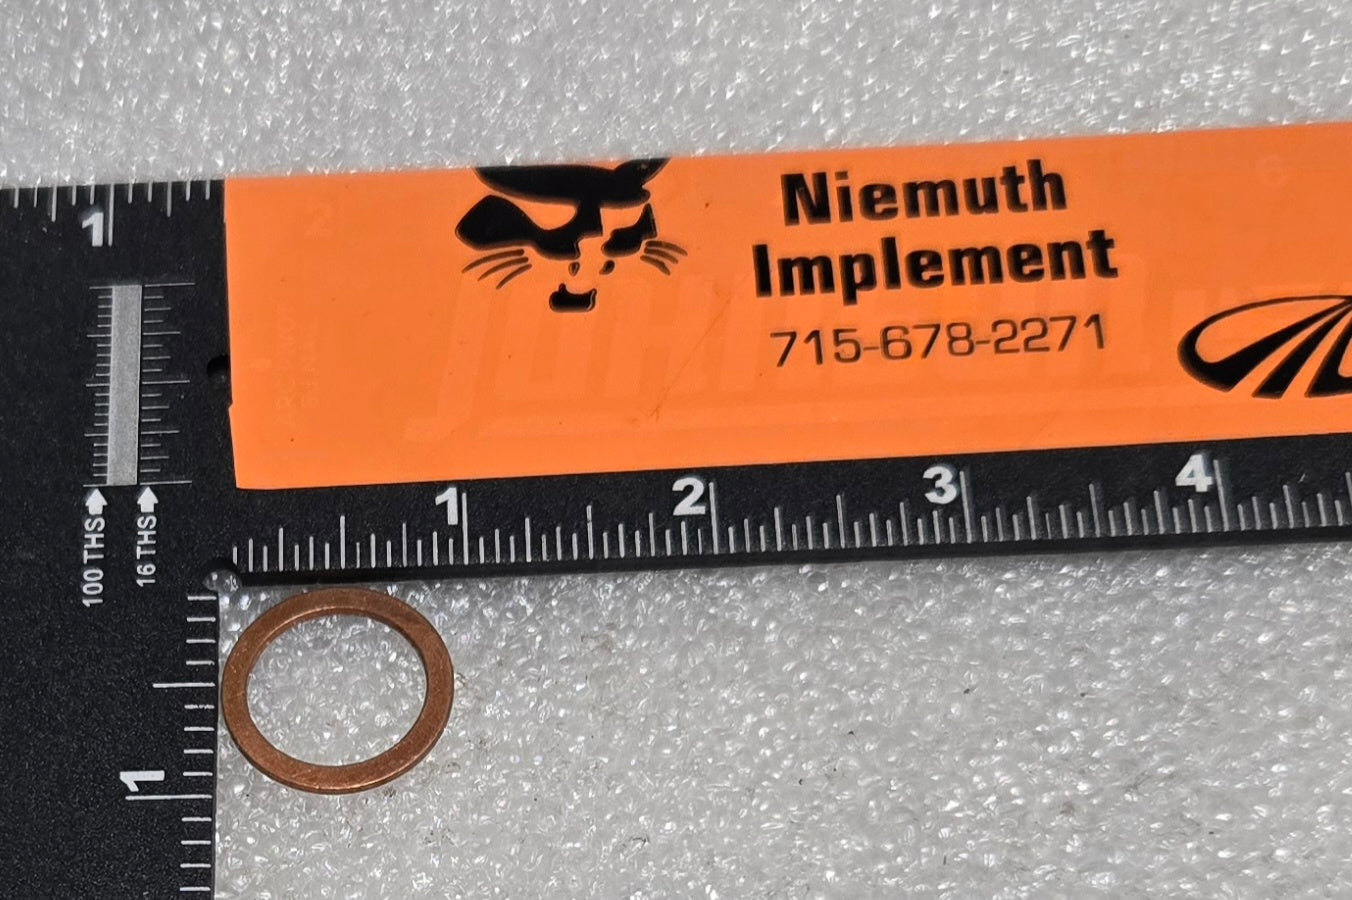 Niemuth
Implement
715-678-2271
1
100 THS
16 THS
1 2 3 4
1